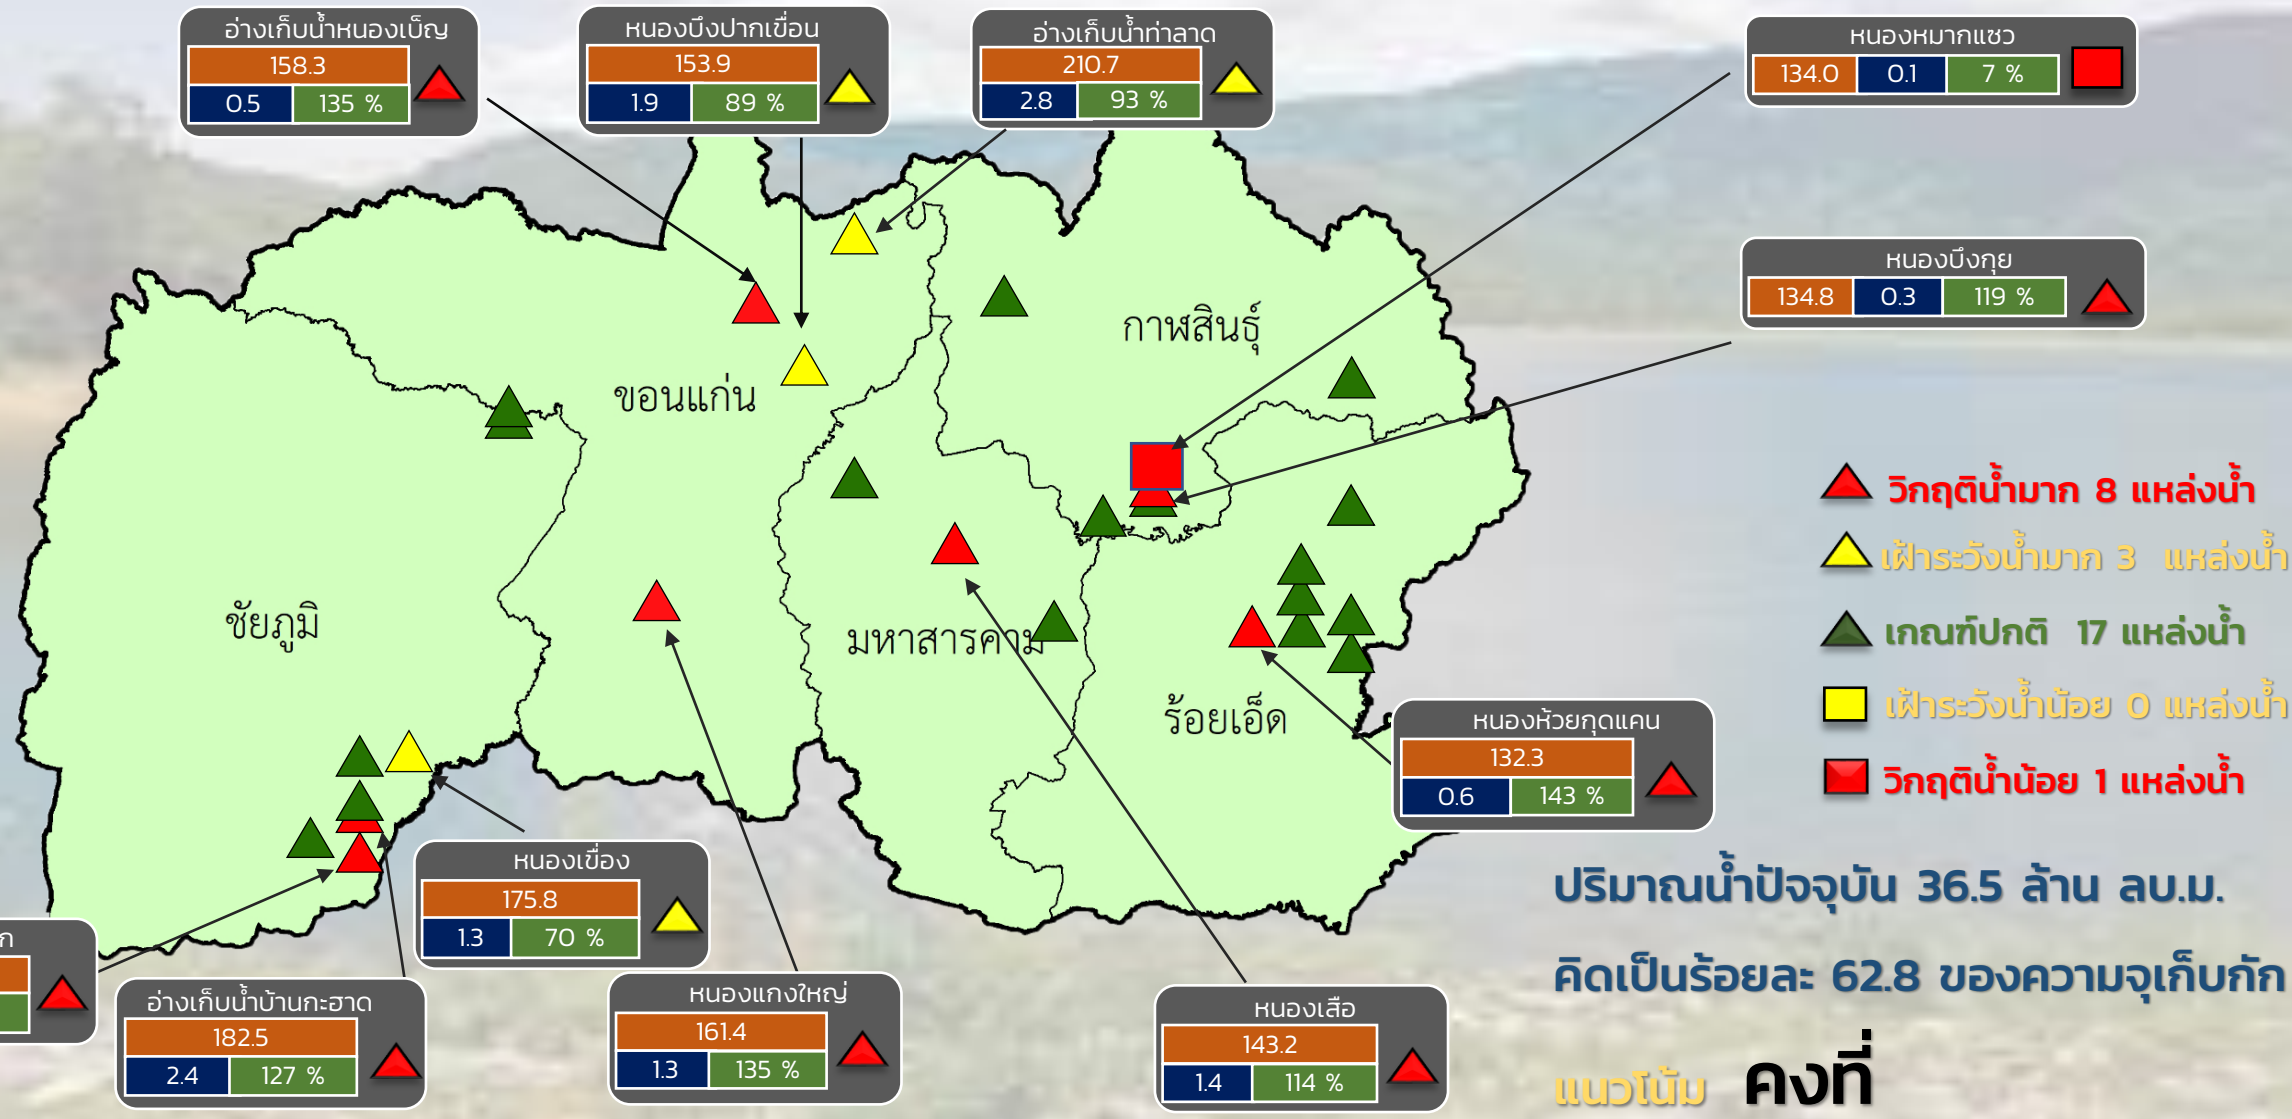 อ่างเก็บน้ำหนองเบ็ญ
158.3
0.5 135 %
หนองบึงปากเขื่อน
153.9
1.9 89 %
อ่างเก็บน้ำท่าลาด
210.7
2.8 93 %
หนองหมากแซว
134.0 0.1 7 %
หนองบึงกุย
134.8 0.3 119 %
กาฬสินธุ์
ขอนแก่น
ชัยภูมิ
มหาสารคาม
ร้อยเอ็ด
วิกฤติน้ำมาก 8 แหล่งน้ำ
เฝ้าระวังน้ำมาก 3 แหล่งน้ำ
เกณฑ์ปกติ 17 แหล่งน้ำ
เฝ้าระวังน้ำน้อย 0 แหล่งน้ำ
วิกฤติน้ำน้อย 1 แหล่งน้ำ
หนองห้วยกุดแคน
132.3
0.6 143 %
หนองเขื่อง
175.8
1.3 70 %
ก
อ่างเก็บน้ำบ้านกะฮาด
182.5
2.4 127 %
หนองแกงใหญ่
161.4
1.3 135 %
หนองเสือ
143.2
1.4 114 %
ปริมาณน้ำปัจจุบัน 36.5 ล้าน ลบ.ม.
คิดเป็นร้อยละ 62.8 ของความจุเก็บกัก
แนวโน้ม คงที่